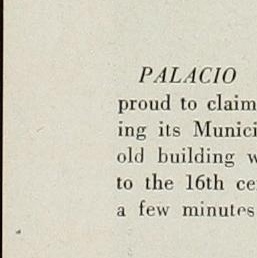 PALACIO
proud to claim
ing its Munici
old building w
to the 16th ce
a few minutes